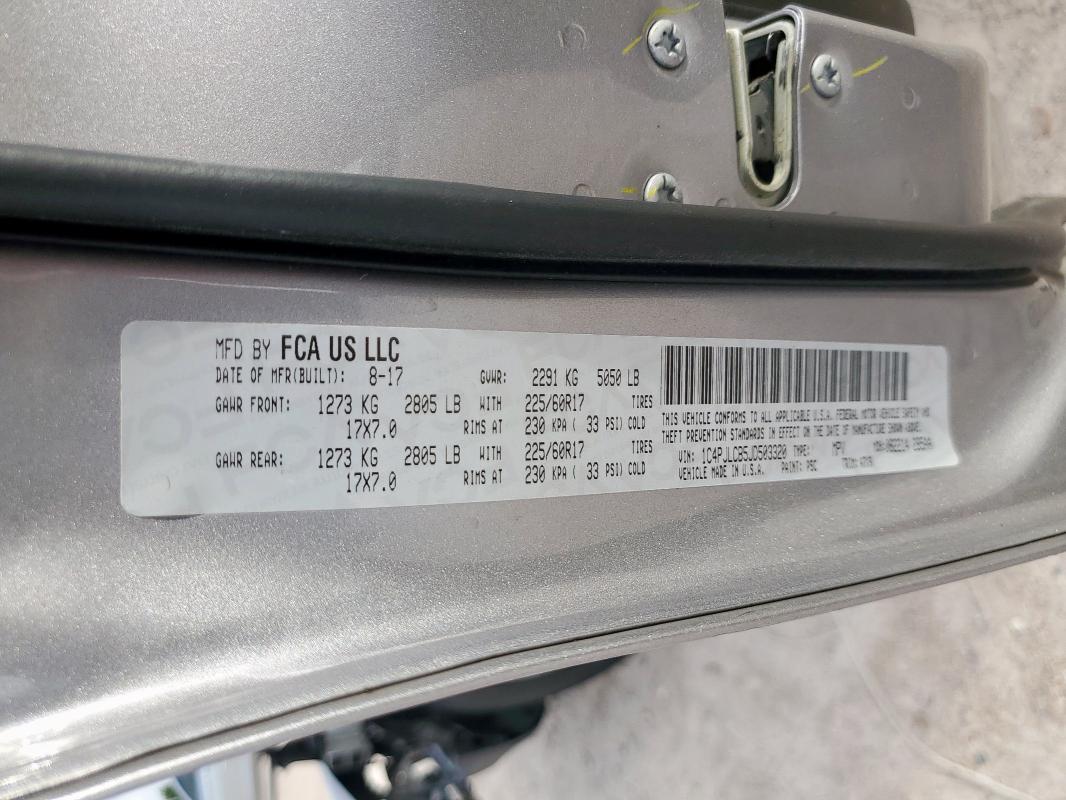 MFD BY FCA US LLC
DATE OF MFR(BUILT): 8-17 GVWR: 2291 KG 5050 LB
GAWR FRONT: 1273 KG 2805 LB WITH 225/60R17 TIRES
17X7.0 RIMS AT 230 KPA ( 33 PSI) COLD
GAWR REAR: 1273 KG 2805 LB WITH 225/60R17 TIRES
17X7.0 RIMS AT 230 KPA ( 33 PSI) COLD
THIS VEHICLE CONFORMS TO ALL APPLICABLE U.S.A. FEDERAL MOTOR VEHICLE SAFETY AND
THEFT PREVENTION STANDARDS IN EFFECT ON THE DATE OF MANUFACTURE SHOWN ABOVE.
VIN: 1C4PJLCB5JD503320 TYPE: MPV
VEHICLE MADE IN U.S.A. PAINT: PSC TRIM: